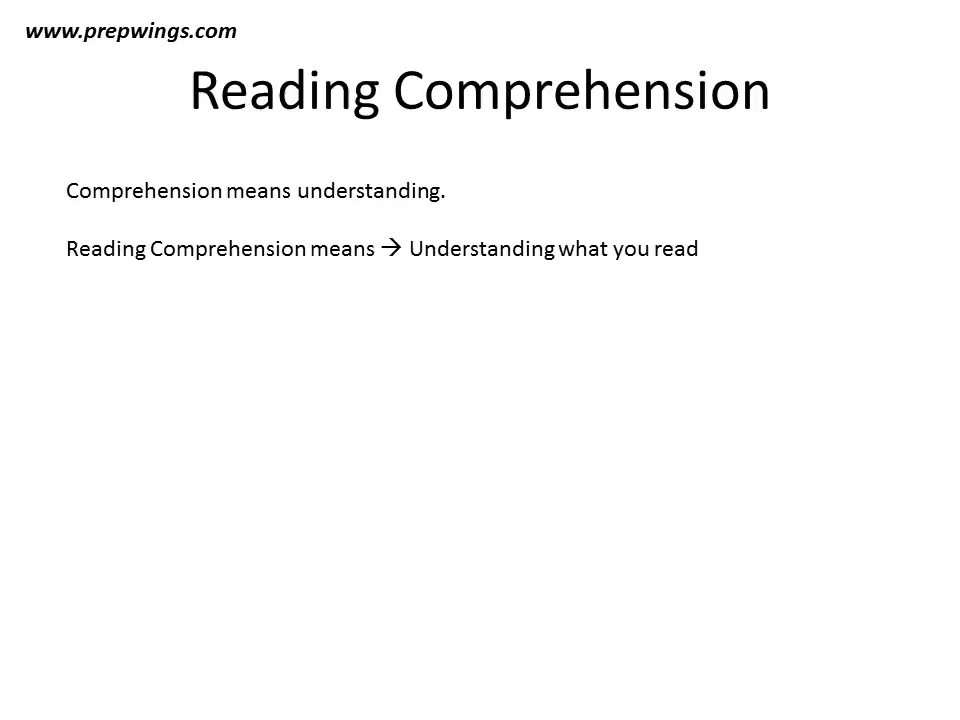 www.prepwings.com
Reading Comprehension
Comprehension means understanding.
Reading Comprehension means → Understanding what you read